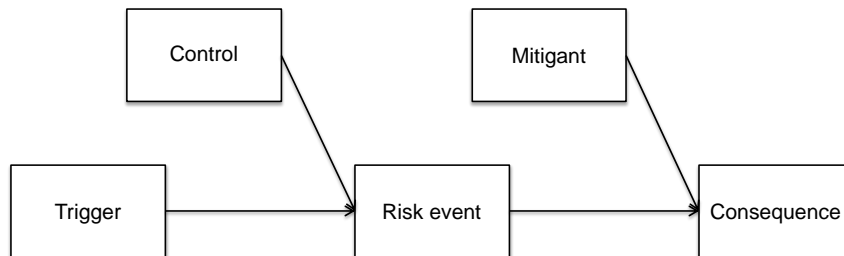 Control
Mitigant
Trigger
Risk event
Consequence